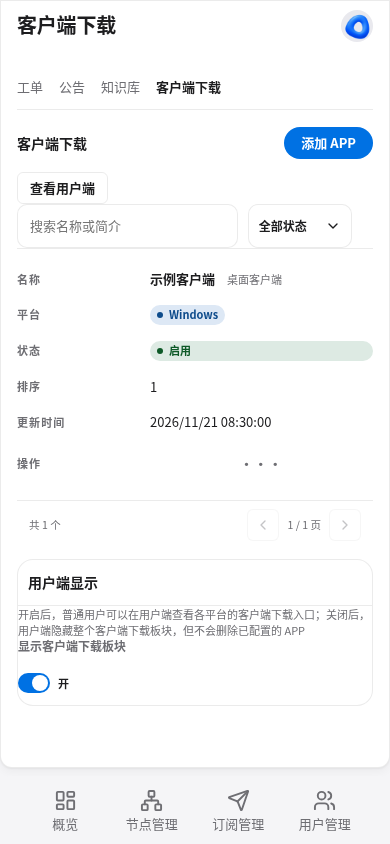 客户端下载
工单 公告 知识库 客户端下载
客户端下载
添加 APP
查看用户端
搜索名称或简介
全部状态
名称 示例客户端 桌面客户端
平台 Windows
状态 启用
排序 1
更新时间 2026/11/21 08:30:00
操作
共 1 个
1 / 1 页
用户端显示
开启后，普通用户可以在用户端查看各平台的客户端下载入口；关闭后，
用户端隐藏整个客户端下载板块，但不会删除已配置的 APP
显示客户端下载板块
开
概览 节点管理 订阅管理 用户管理